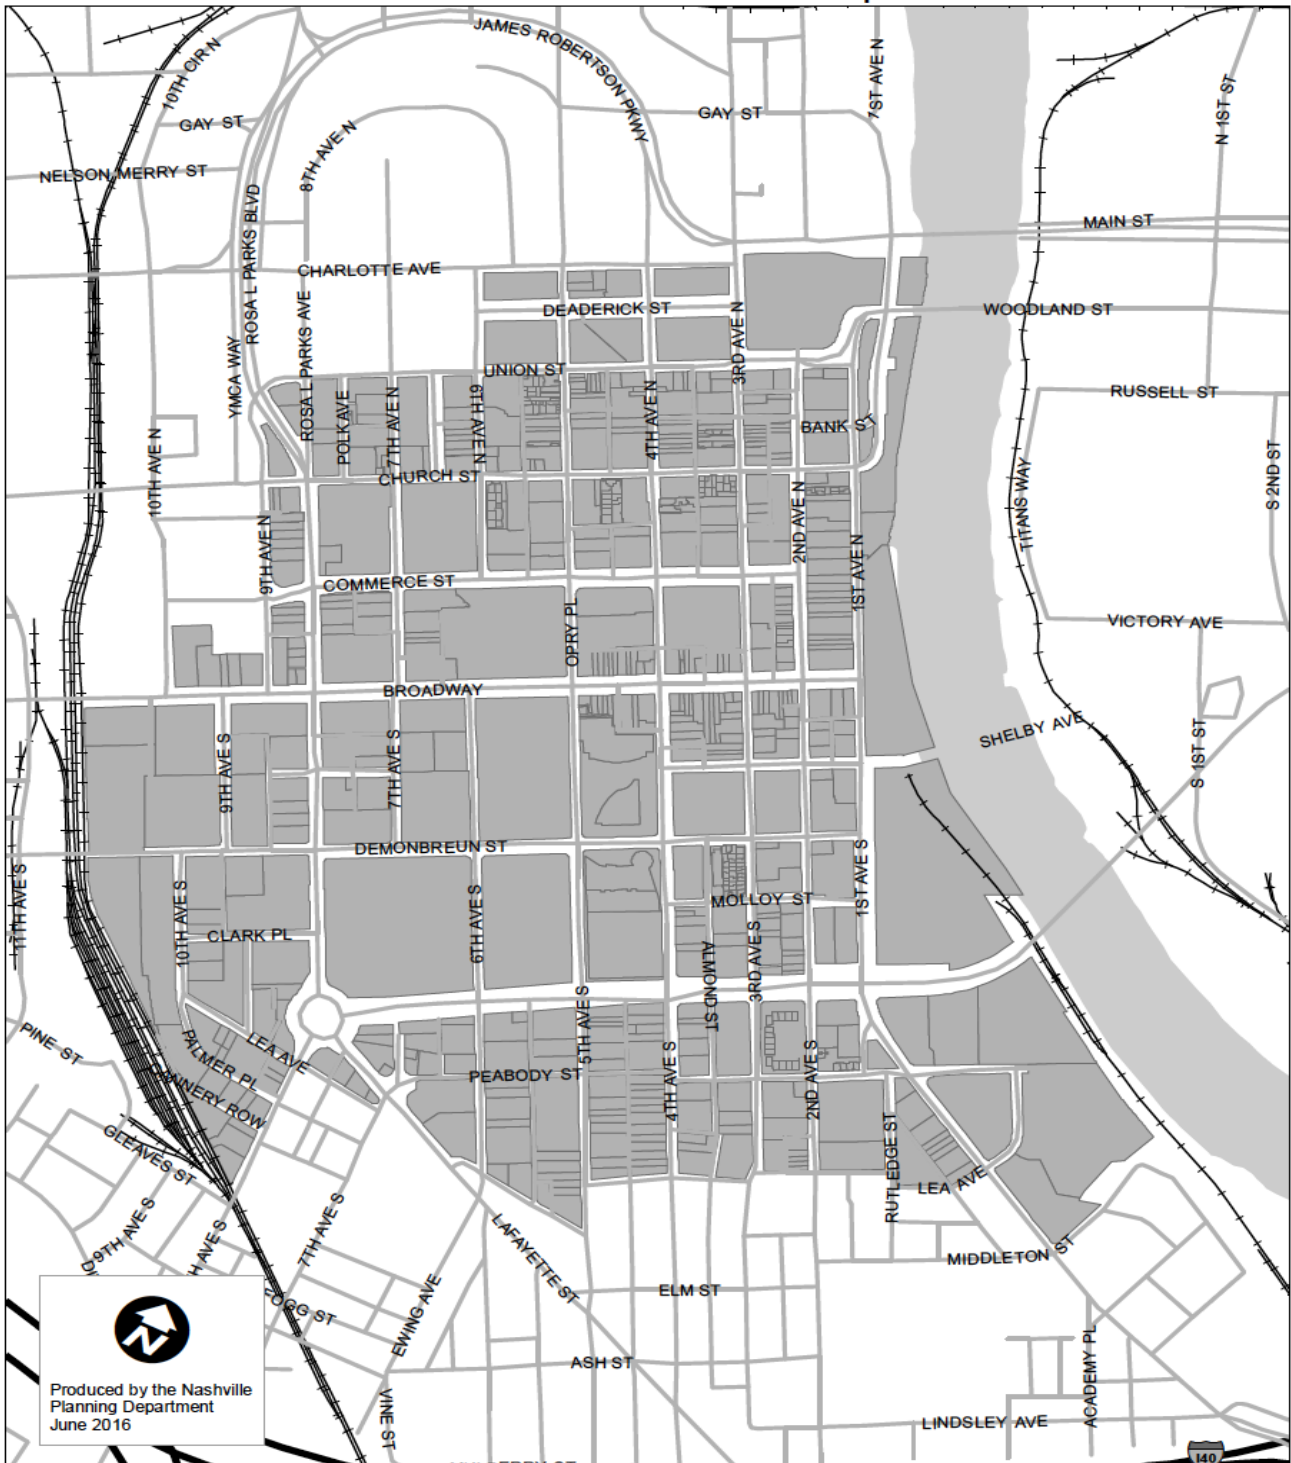 JAMES ROBERTSON PKWY
10TH CIR N
1ST AVE N
GAY ST
GAY ST
N 1ST ST
8TH AVE N
NELSON MERRY ST
ROSA L PARKS BLVD
MAIN ST
CHARLOTTE AVE
DEADERICK ST
WOODLAND ST
YMCA WAY
ROSA L PARKS AVE
3RD AVE N
UNION ST
RUSSELL ST
POLK AVE
7TH AVE N
6TH AVE N
4TH AVE N
BANK ST
10TH AVE N
CHURCH ST
2ND AVE N
S 2ND ST
TITANS WAY
9TH AVE N
1ST AVE N
COMMERCE ST
OPRY PL
VICTORY AVE
BROADWAY
SHELBY AVE
S 1ST ST
9TH AVE S
7TH AVE S
DEMONBREUN ST
11TH AVE S
10TH AVE S
6TH AVE S
1ST AVE S
MOLLOY ST
CLARK PL
ALMOND ST
3RD AVE S
5TH AVE S
PINE ST
PALMER PL
LEA AVE
CANNERY ROW
PEABODY ST
4TH AVE S
2ND AVE S
GLEAVES ST
RUTLEDGE ST
LEA AVE
9TH AVE S
7TH AVE S
LAFAYETTE ST
MIDDLETON ST
ELM ST
EWING AVE
ASH ST
ACADEMY PL
VINE ST
LINDSLEY AVE
N
Produced by the Nashville
Planning Department
June 2016
140